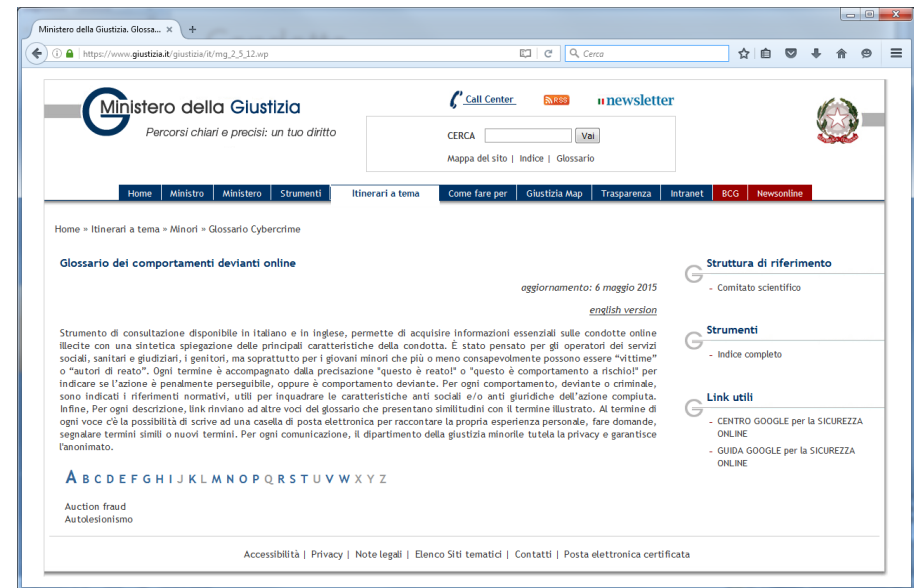 Ministero della Giustizia. Glossa...
https://www.giustizia.it/giustizia/it/mg_2_5_12.wp
Cerca
Ministero della Giustizia
Percorsi chiari e precisi: un tuo diritto
Call Center
RSS
newsletter
CERCA
Vai
Mappa del sito | Indice | Glossario
Home
Ministro
Ministero
Strumenti
Itinerari a tema
Come fare per
Giustizia Map
Trasparenza
Intranet
BCG
Newsonline
Home » Itinerari a tema » Minori » Glossario Cybercrime
Glossario dei comportamenti devianti online
aggiornamento: 6 maggio 2015
english version
Strumento di consultazione disponibile in italiano e in inglese, permette di acquisire informazioni essenziali sulle condotte online
illecite con una sintetica spiegazione delle principali caratteristiche della condotta. È stato pensato per gli operatori dei servizi
sociali, sanitari e giudiziari, i genitori, ma soprattutto per i giovani minori che più o meno consapevolmente possono essere “vittime”
o “autori di reato”. Ogni termine è accompagnato dalla precisazione "questo è reato!" o "questo è comportamento a rischio!" per
indicare se l'azione è penalmente perseguibile, oppure è comportamento deviante. Per ogni comportamento, deviante o criminale,
sono indicati i riferimenti normativi, utili per inquadrare le caratteristiche anti sociali e/o anti giuridiche dell'azione compiuta.
Infine, Per ogni descrizione, link rinviano ad altre voci del glossario che presentano similitudini con il termine illustrato. Al termine di
ogni voce c'è la possibilità di scrive ad una casella di posta elettronica per raccontare la propria esperienza personale, fare domande,
segnalare termini simili o nuovi termini. Per ogni comunicazione, il dipartimento della giustizia minorile tutela la privacy e garantisce
l'anonimato.
A B C D E F G H I J K L M N O P Q R S T U V W X Y Z
Auction fraud
Autolesionismo
Struttura di riferimento
- Comitato scientifico
Strumenti
- Indice completo
Link utili
- CENTRO GOOGLE per la SICUREZZA
ONLINE
- GUIDA GOOGLE per la SICUREZZA
ONLINE
Accessibilità | Privacy | Note legali | Elenco Siti tematici | Contatti | Posta elettronica certificata